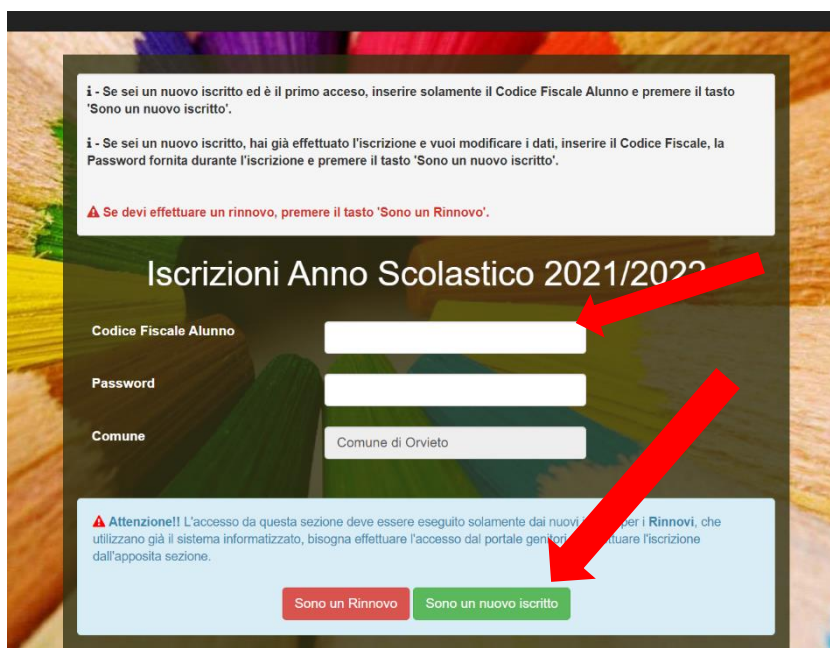 i - Se sei un nuovo iscritto ed è il primo acceso, inserire solamente il Codice Fiscale Alunno e premere il tasto
'Sono un nuovo iscritto'.
i - Se sei un nuovo iscritto, hai già effettuato l'iscrizione e vuoi modificare i dati, inserire il Codice Fiscale, la
Password fornita durante l'iscrizione e premere il tasto 'Sono un nuovo iscritto'.
Se devi effettuare un rinnovo, premere il tasto 'Sono un Rinnovo'.
Iscrizioni Anno Scolastico 2021/2022
Codice Fiscale Alunno
Password
Comune
Comune di Orvieto
Attenzione!! L'accesso da questa sezione deve essere eseguito solamente dai nuovi per i Rinnovi, che
utilizzano già il sistema informatizzato, bisogna effettuare l'accesso dal portale genitori l'iscrizione
dall'apposita sezione.
Sono un Rinnovo
Sono un nuovo iscritto